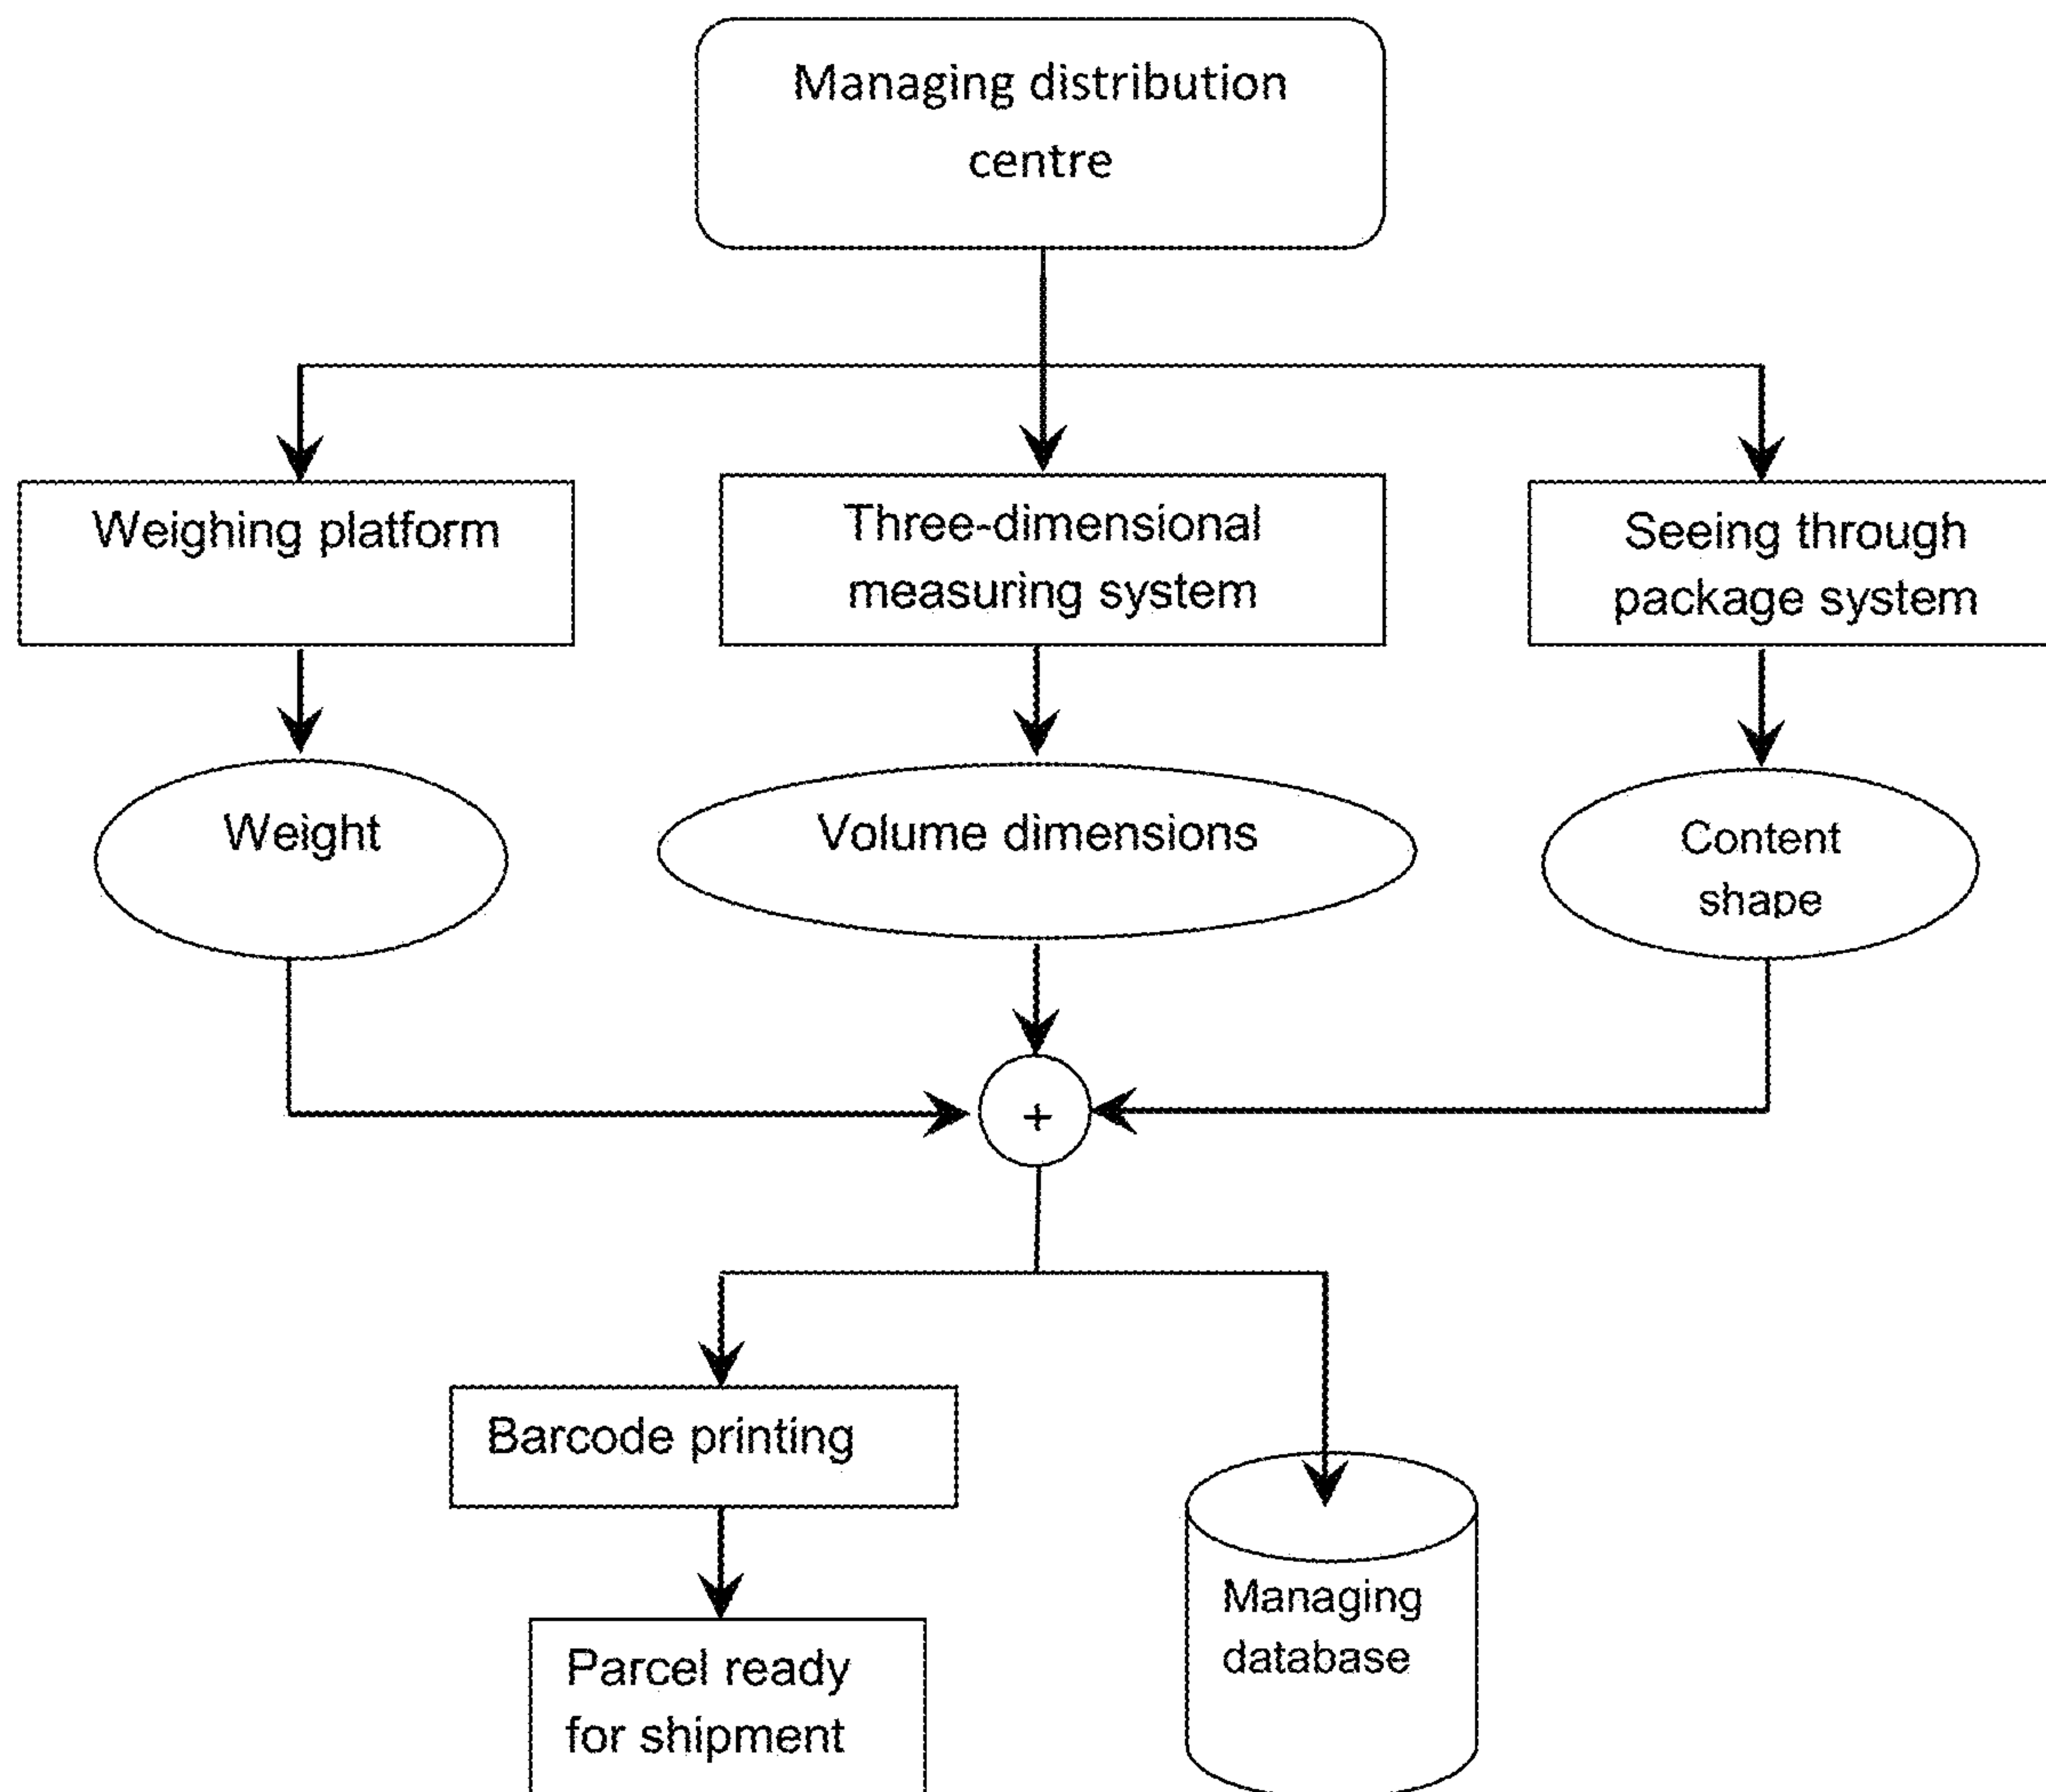 Managing distribution
centre
Weighing platform
Three-dimensional
measuring system
Seeing through
package system
Weight
Volume dimensions
Content
shape
+
Barcode printing
Managing
database
Parcel ready
for shipment